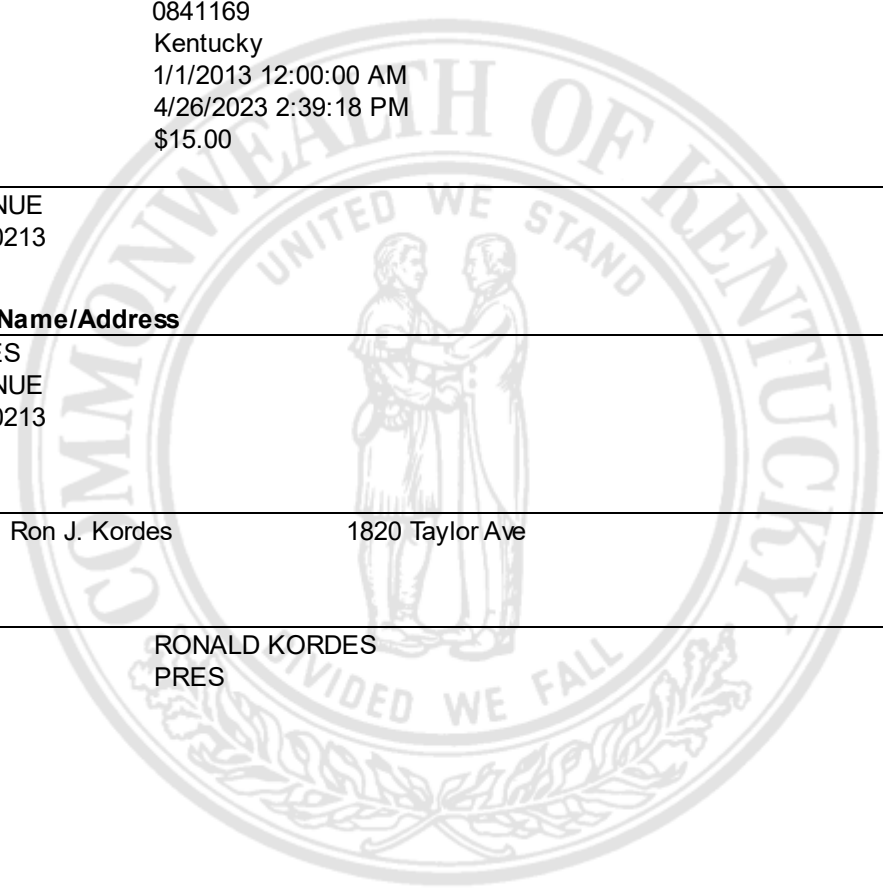 0841169
Kentucky
1/1/2013 12:00:00 AM
4/26/2023 2:39:18 PM
$15.00
NUE
0213
Name/Address
ES
NUE
0213
Ron J. Kordes 1820 Taylor Ave
RONALD KORDES
PRES
COMMONWEALTH OF KENTUCKY
UNITED WE STAND
DIVIDED WE FALL